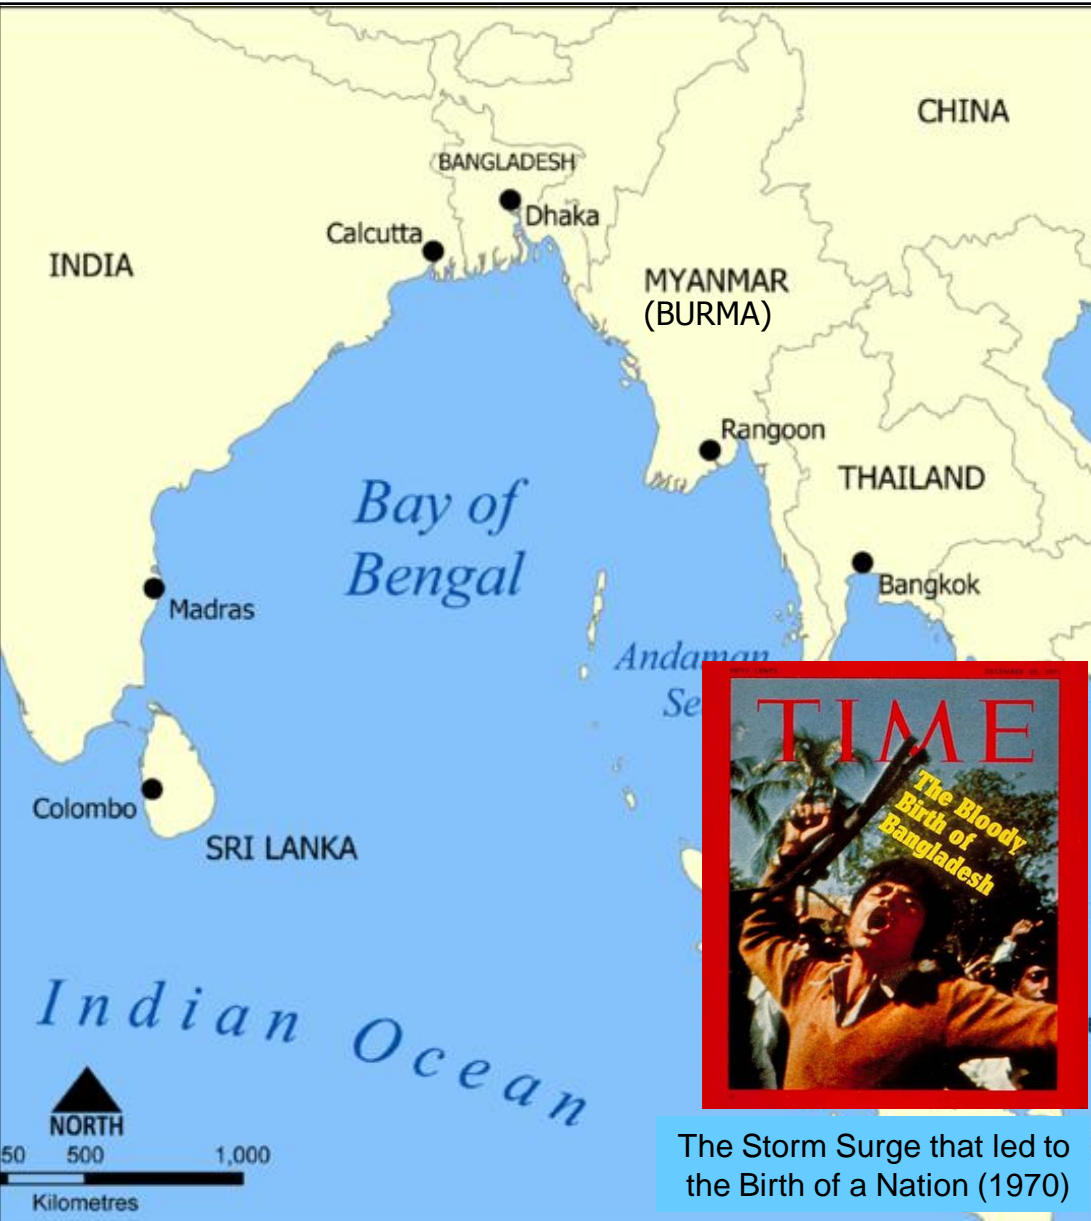 CHINA
BANGLADESH
Dhaka
Calcutta
INDIA
MYANMAR
(BURMA)
Rangoon
THAILAND
Bay of
Bengal
Bangkok
Madras
Andaman
Se
FIFTY CENTS
TIME
The Bloody
Birth of
Bangladesh
Colombo
SRI LANKA
Indian Ocean
NORTH
50 500 1,000
Kilometres
The Storm Surge that led to
the Birth of a Nation (1970)